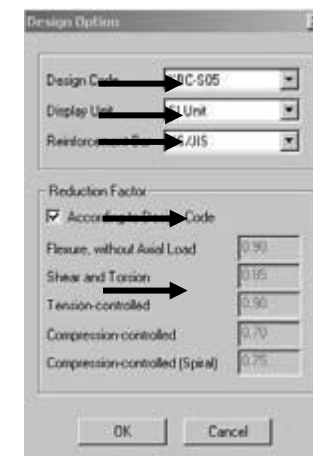 Design Option
Design Code KBC-S05
Display Unit SI Unit
Reinforcement Bar KS/JIS
Reduction Factor
According to Design Code
Flexure, without Axial Load 0.90
Shear and Torsion 0.85
Tension-controlled 0.90
Compression-controlled 0.70
Compression-controlled (Spiral) 0.75
OK Cancel